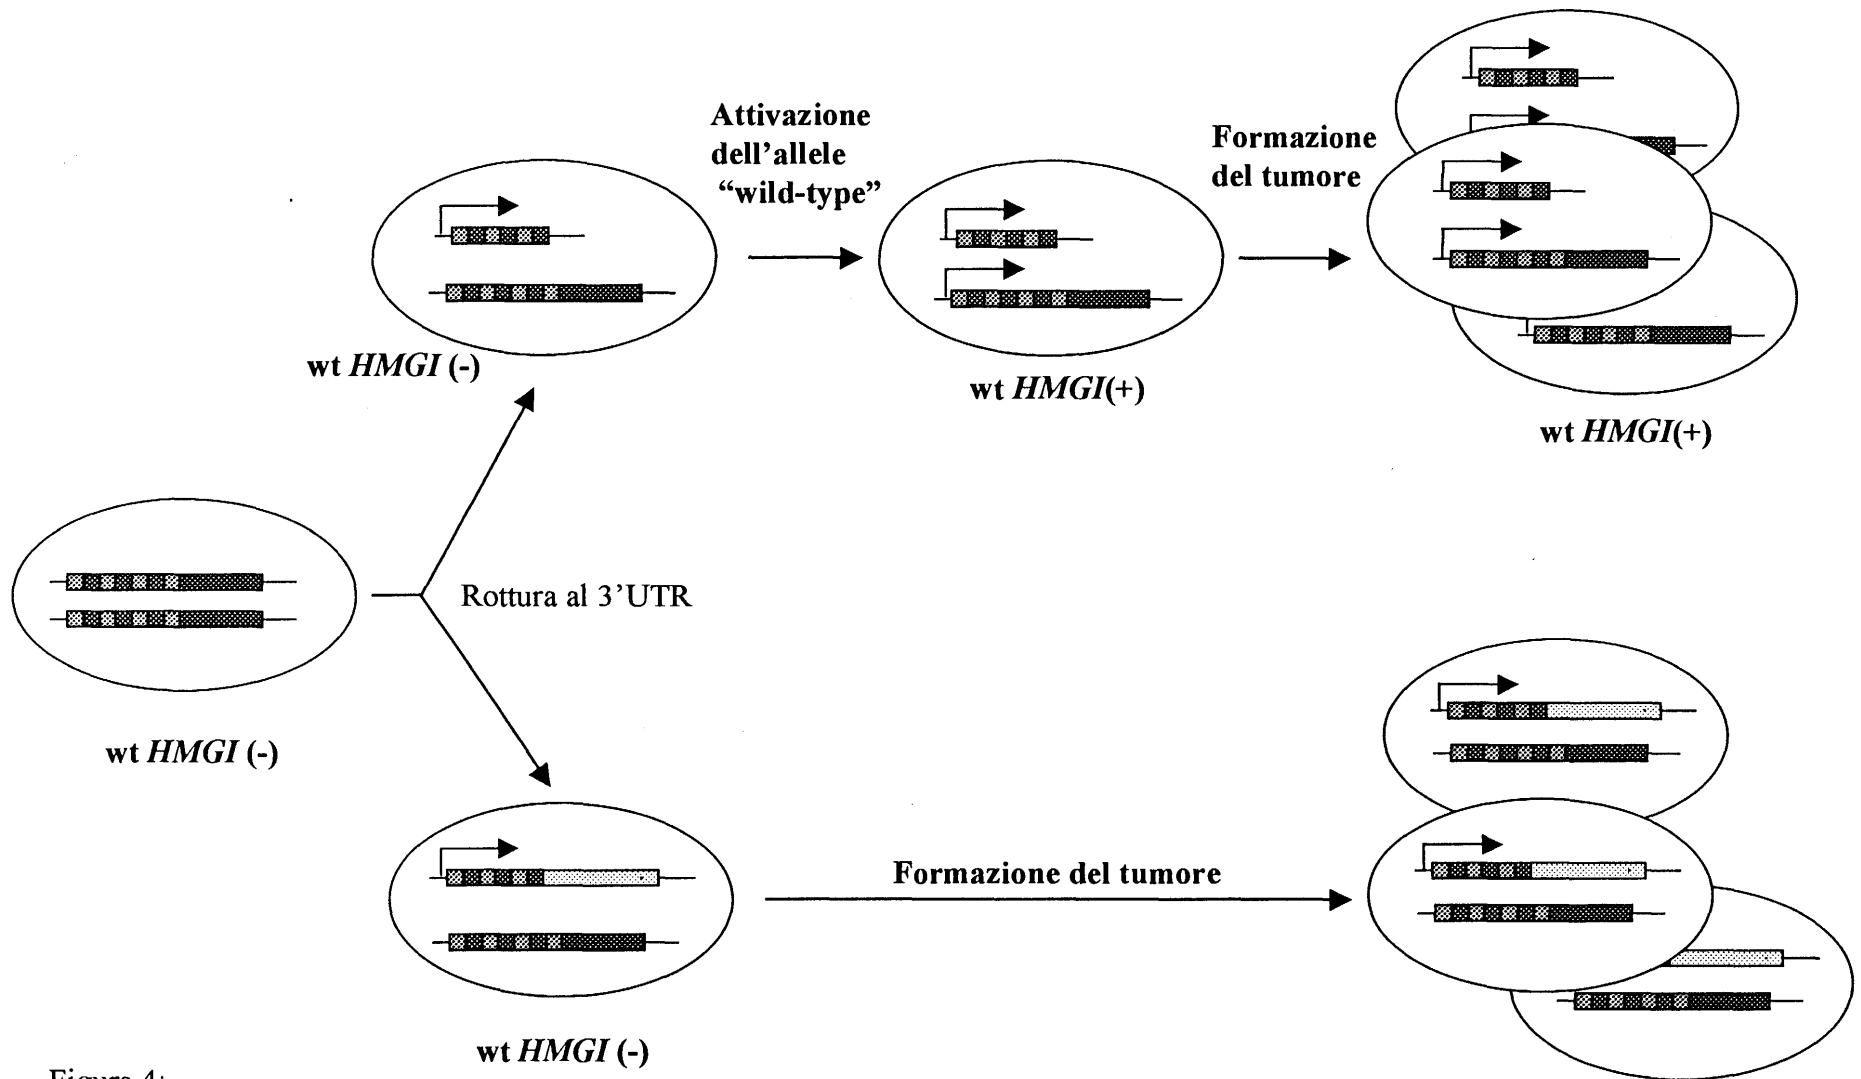 Attivazione
dell'allele
"wild-type"
Formazione
del tumore
wt HMGI (-)
wt HMGI(+)
wt HMGI(+)
Rottura al 3'UTR
wt HMGI (-)
Formazione del tumore
wt HMGI (-)
Figura 4: